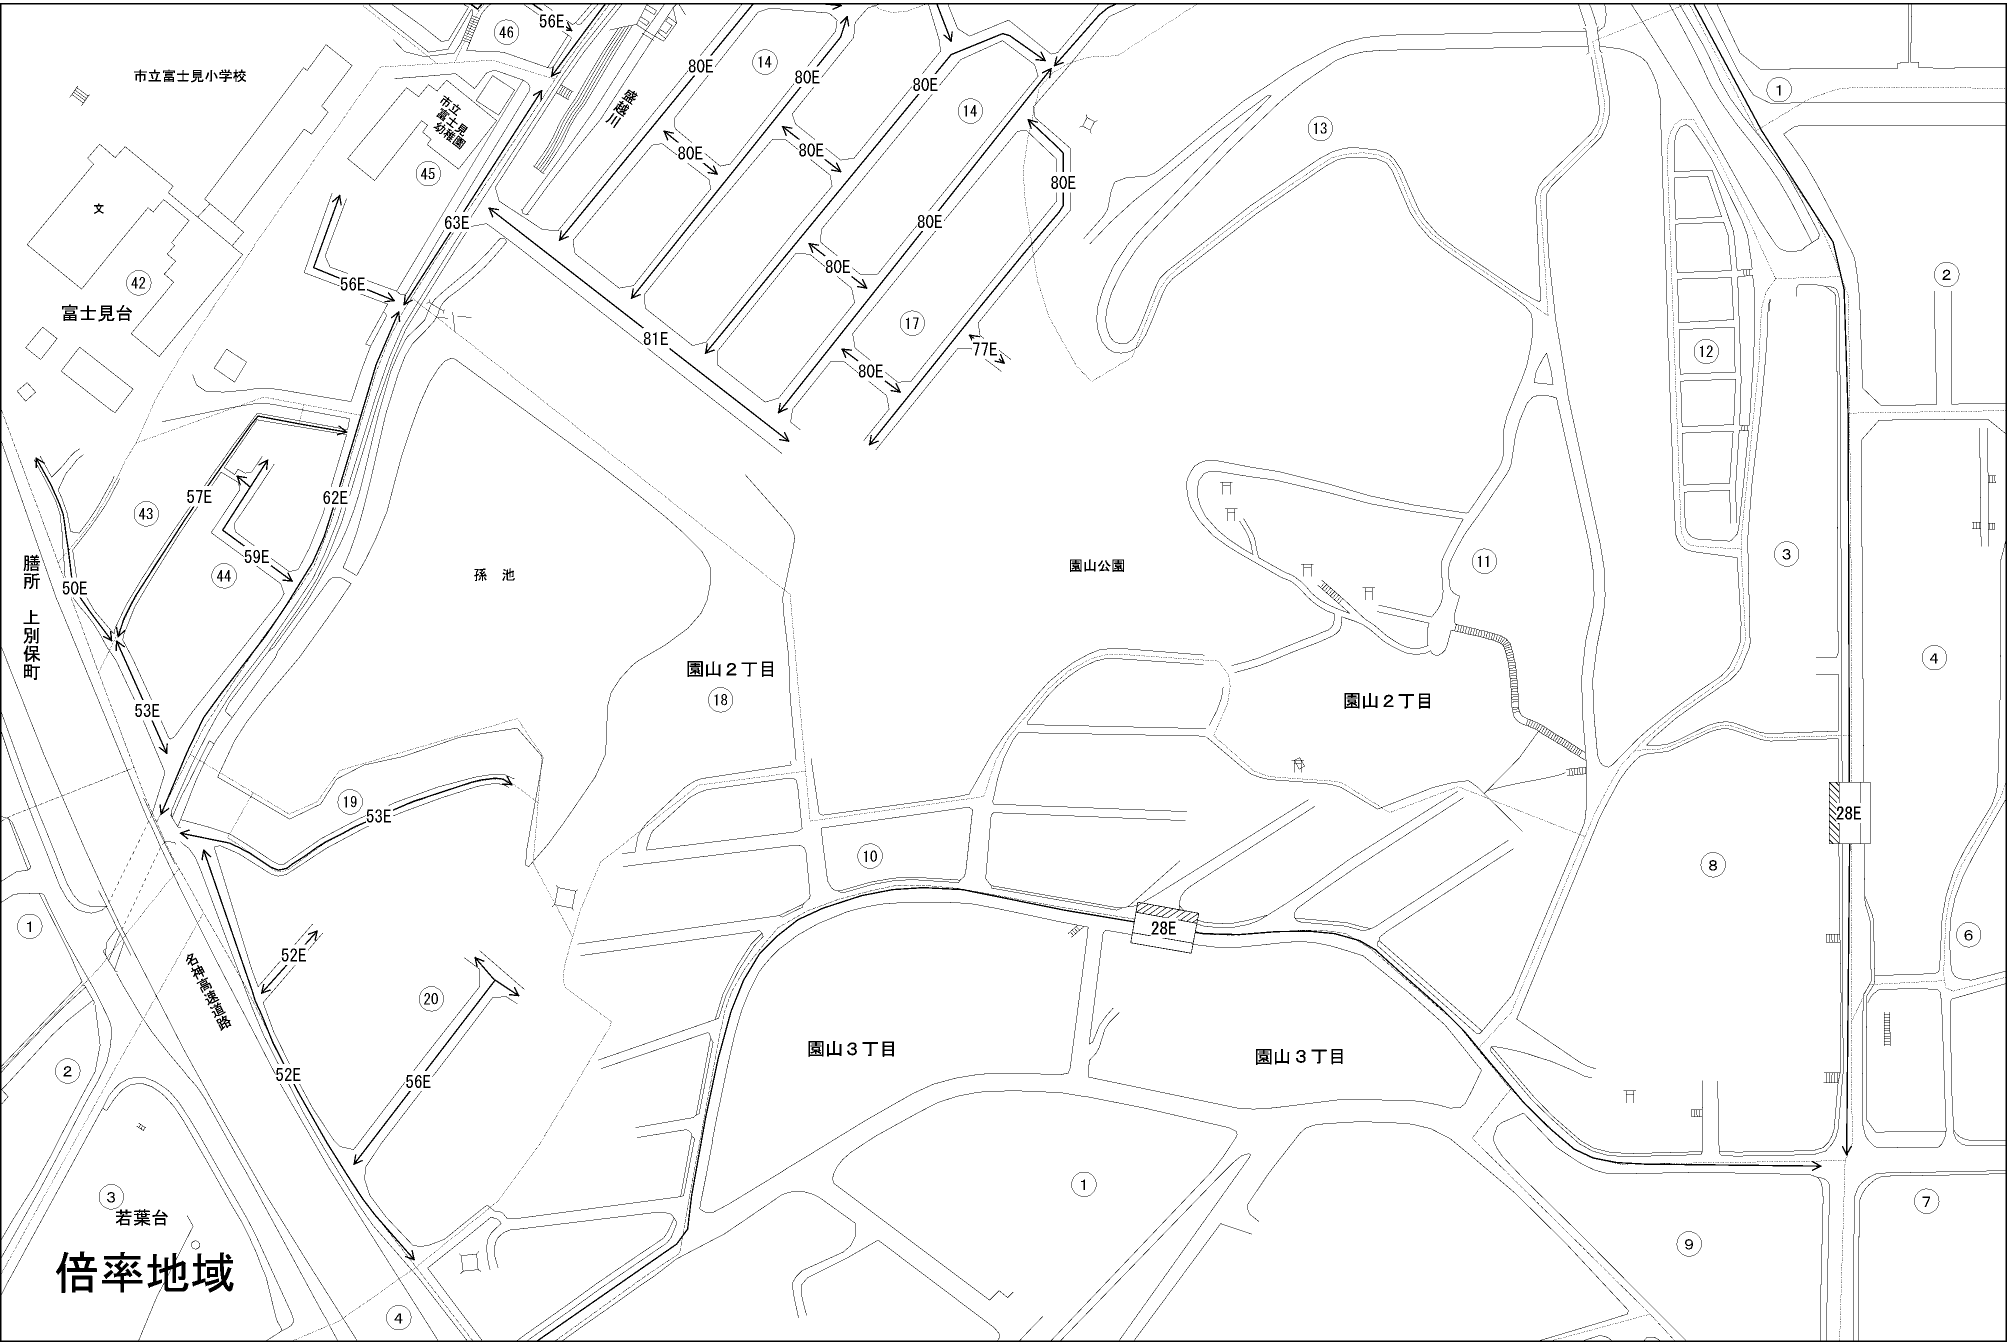 46
56E
市立富士見小学校
14
80E
80E
80E
14
1
13
市立
富士見
幼稚園
盛越川
45
80E
80E
80E
文
63E
80E
42
富士見台
56E
80E
2
81E
17
77E
80E
12
57E
62E
43
59E
44
50E
膳所 上別保町
孫 池
園山公園
11
3
53E
園山2丁目
18
園山2丁目
4
19
53E
10
8
28E
1
52E
名神高速道路
20
28E
6
園山3丁目
園山3丁目
2
52E
56E
3
若葉台
1
7
倍率地域
9
4